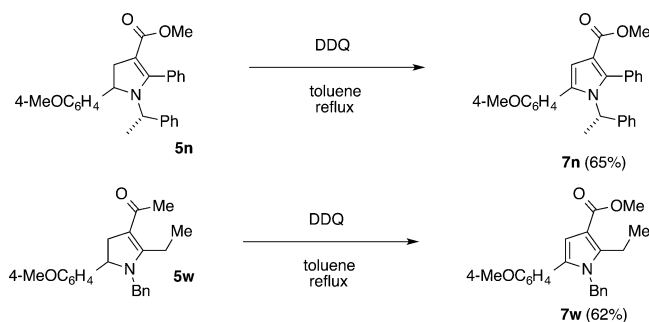 O
OMe
DDQ
Ph
4-MeOC6H4
N
Ph
5n
toluene
reflux
O
OMe
Ph
4-MeOC6H4
N
Ph
7n (65%)
O
Me
Me
DDQ
4-MeOC6H4
N
5w
Bn
toluene
reflux
O
OMe
Me
4-MeOC6H4
N
Bn
7w (62%)